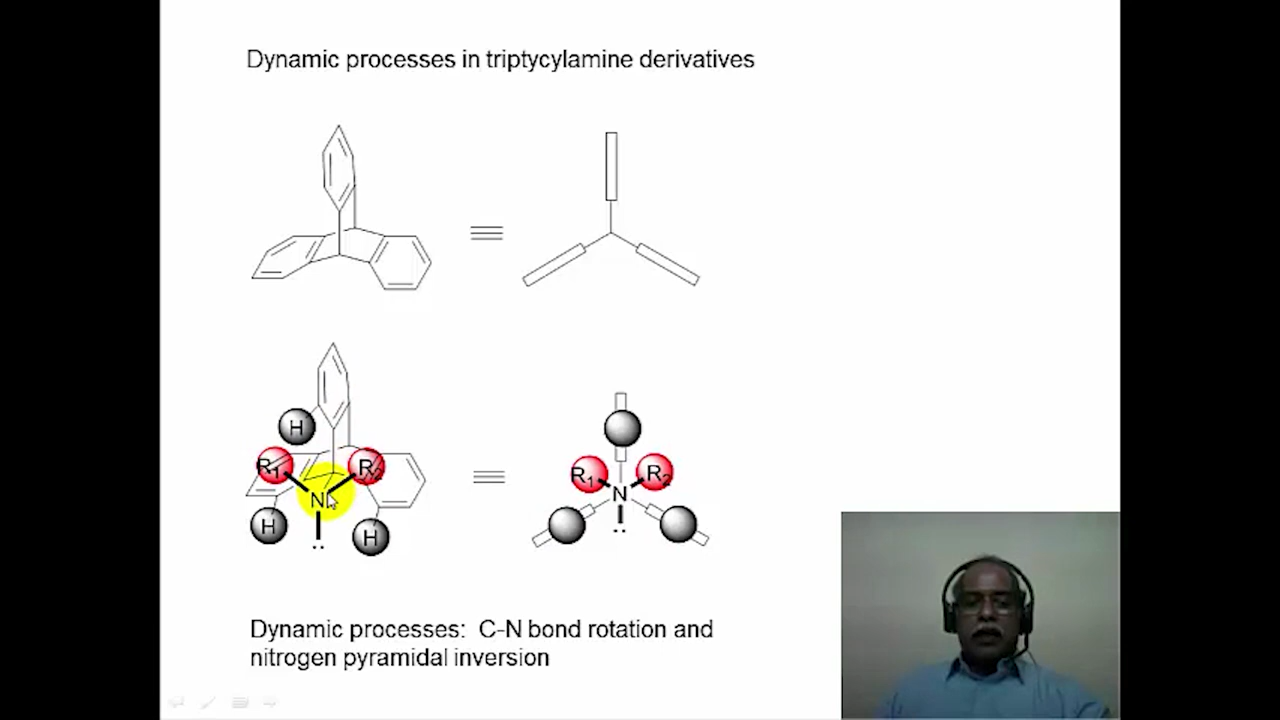 Dynamic processes in triptycylamine derivatives
H
R1
R2
N
H
H
R1
R2
N
Dynamic processes: C-N bond rotation and
nitrogen pyramidal inversion